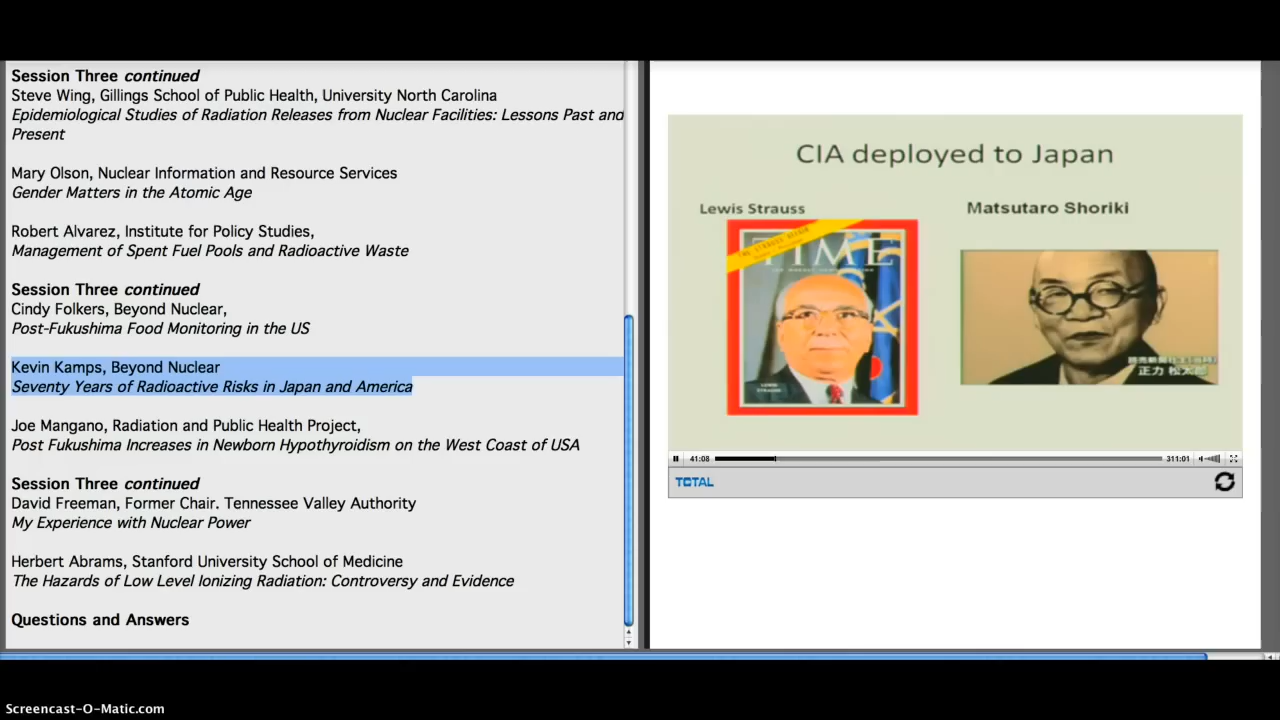 Session Three continued
Steve Wing, Gillings School of Public Health, University North Carolina
Epidemiological Studies of Radiation Releases from Nuclear Facilities: Lessons Past and
Present
Mary Olson, Nuclear Information and Resource Services
Gender Matters in the Atomic Age
Robert Alvarez, Institute for Policy Studies,
Management of Spent Fuel Pools and Radioactive Waste
Session Three continued
Cindy Folkers, Beyond Nuclear,
Post-Fukushima Food Monitoring in the US
Kevin Kamps, Beyond Nuclear
Seventy Years of Radioactive Risks in Japan and America
Joe Mangano, Radiation and Public Health Project,
Post Fukushima Increases in Newborn Hypothyroidism on the West Coast of USA
Session Three continued
David Freeman, Former Chair. Tennessee Valley Authority
My Experience with Nuclear Power
Herbert Abrams, Stanford University School of Medicine
The Hazards of Low Level Ionizing Radiation: Controversy and Evidence
Questions and Answers
CIA deployed to Japan
Lewis Strauss
Matsutaro Shoriki
THE STRAUSS AFFAIR
TIME
LEWIS
STRAUSS
正力 松太郎
41:08
311:01
TOTAL
Screencast-O-Matic.com